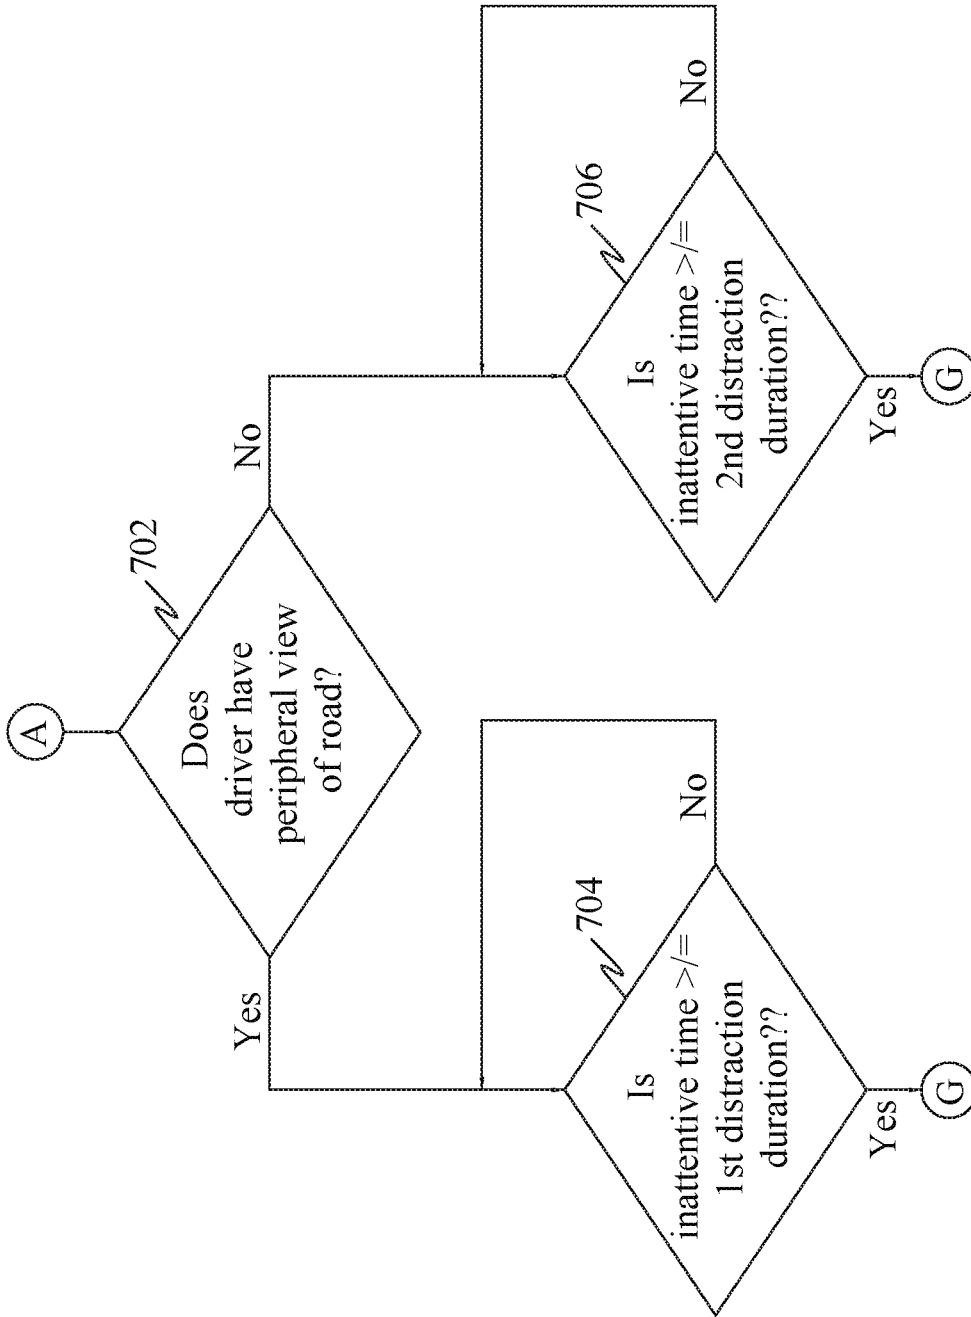 A
702
Does
driver have
peripheral view
of road?
Yes
No
704
Is
inattentive time >/=
1st distraction
duration??
No
Yes
G
706
Is
inattentive time >/=
2nd distraction
duration??
No
Yes
G